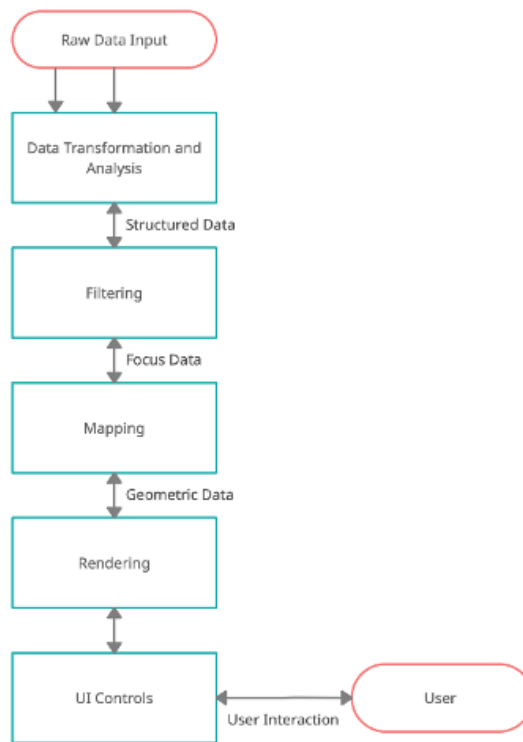 Raw Data Input
Data Transformation and
Analysis
Structured Data
Filtering
Focus Data
Mapping
Geometric Data
Rendering
UI Controls
User Interaction
User